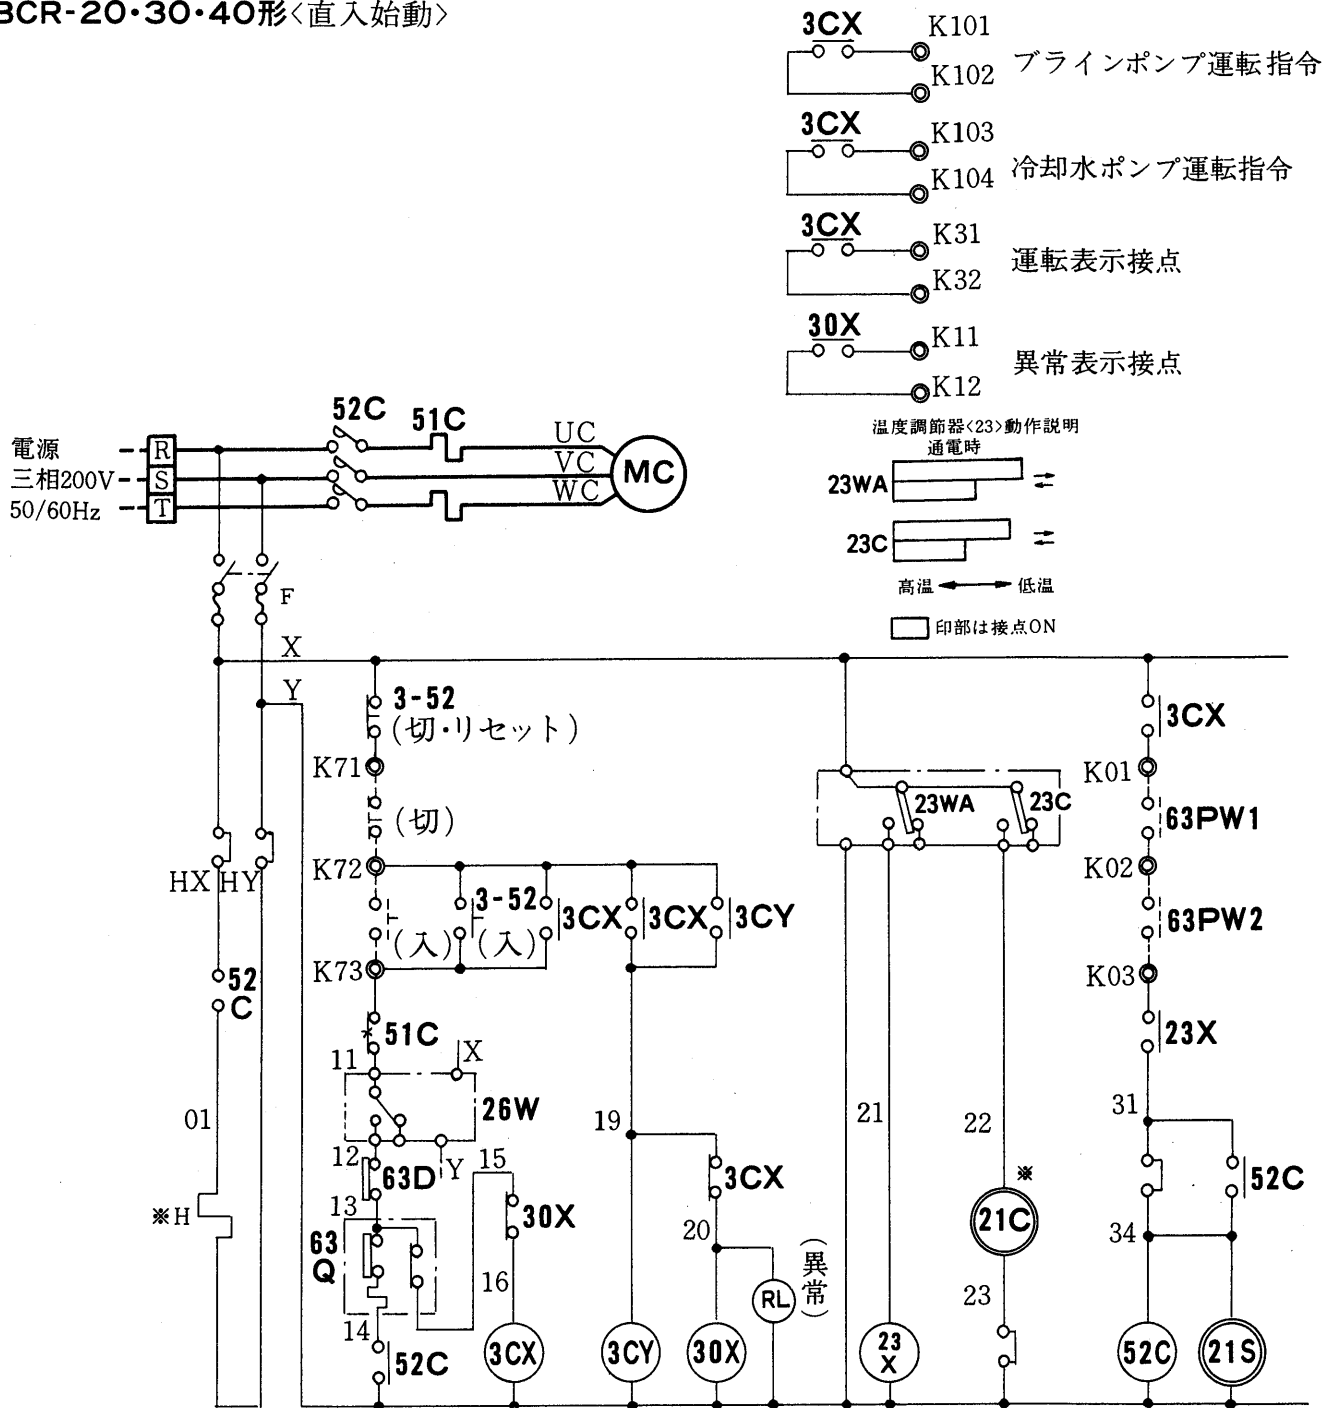 BCR-20・30・40形〈直入始動〉
3CX
K101
K102
ブラインポンプ運転指令
3CX
K103
K104
冷却水ポンプ運転指令
3CX
K31
K32
運転表示接点
30X
K11
K12
異常表示接点
電源
三相200V
50/60Hz
R
S
T
52C
51C
UC
VC
WC
MC
温度調節器〈23〉動作説明
通電時
23WA
23C
高温
低温
印部は接点ON
F
X
Y
3-52
(切・リセット)
K71
(切)
K72
3-52
(入)
(入)
K73
3CX
3CX
3CY
HX
HY
52
C
51C
11
X
26W
12
Y
63D
13
63
Q
14
52C
15
30X
16
3CX
01
※H
19
3CX
20
RL
(異常)
3CY
30X
23WA
23C
21
22
※
21C
23
23
X
3CX
K01
63PW1
K02
63PW2
K03
23X
31
52C
34
52C
21S